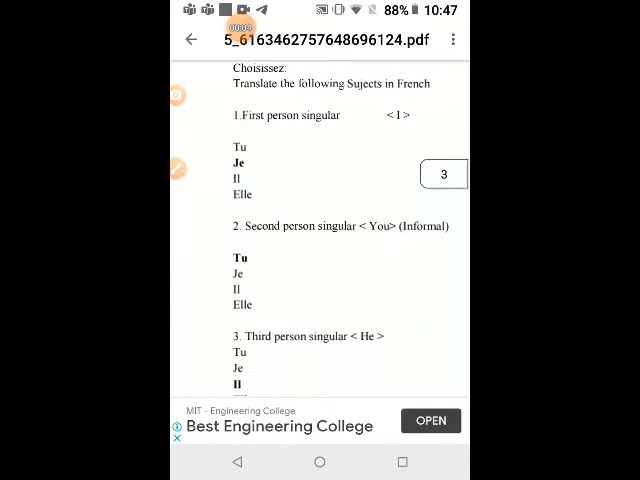 88% 10:47
00:04
5_6163462757648696124.pdf
Choisissez:
Translate the following Sujects in French
1.First person singular < I >
Tu
Je
Il
Elle
3
2. Second person singular < You> (Informal)
Tu
Je
Il
Elle
3. Third person singular < He >
Tu
Je
Il
MIT - Engineering College
Best Engineering College
OPEN